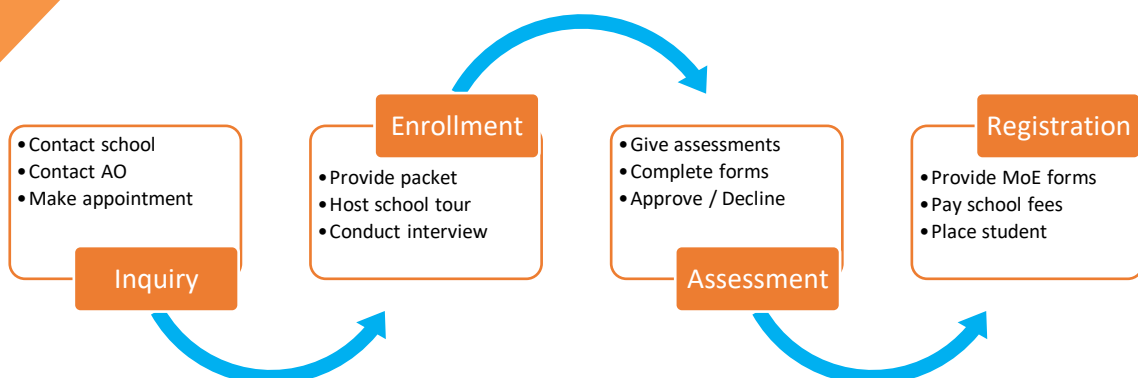 • Contact school
• Contact AO
• Make appointment
Inquiry
Enrollment
• Provide packet
• Host school tour
• Conduct interview
• Give assessments
• Complete forms
• Approve / Decline
Assessment
Registration
• Provide MoE forms
• Pay school fees
• Place student